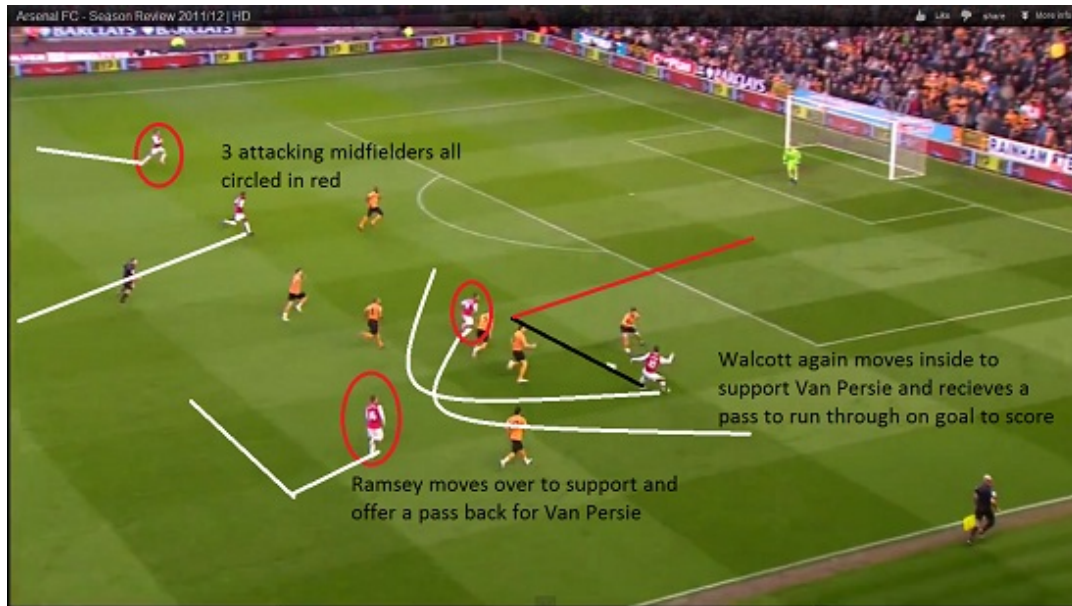 Arsenal FC - Season Review 2011/12 | HD
Like share More info
BARCLAYS BARCLAYS
BARCLAYS
RAINHAM
3 attacking midfielders all
circled in red
Walcott again moves inside to
support Van Persie and recieves a
pass to run through on goal to score
Ramsey moves over to support and
offer a pass back for Van Persie